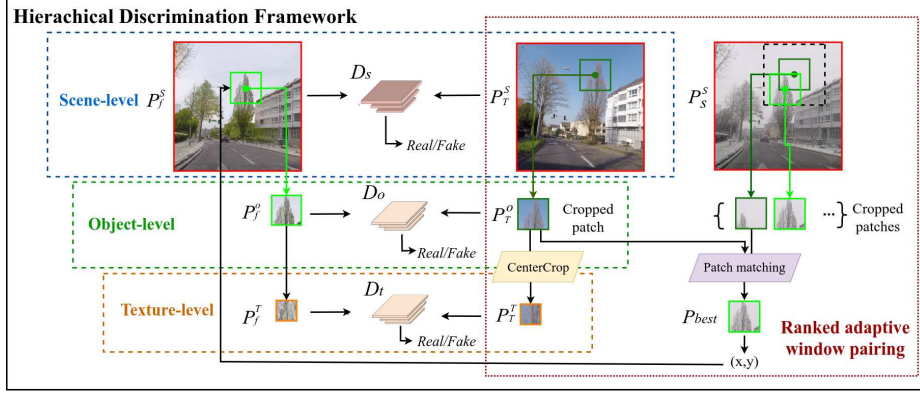 Hierachical Discrimination Framework
Scene-level
P_f^S
D_s
P_T^S
P_s^S
Real/Fake
Object-level
P_f^o
D_o
P_T^o
Cropped
patch
{
... }
Cropped
patches
Real/Fake
CenterCrop
Patch matching
Texture-level
P_f^T
D_t
P_T^T
P_best
Real/Fake
Ranked adaptive
window pairing
(x,y)